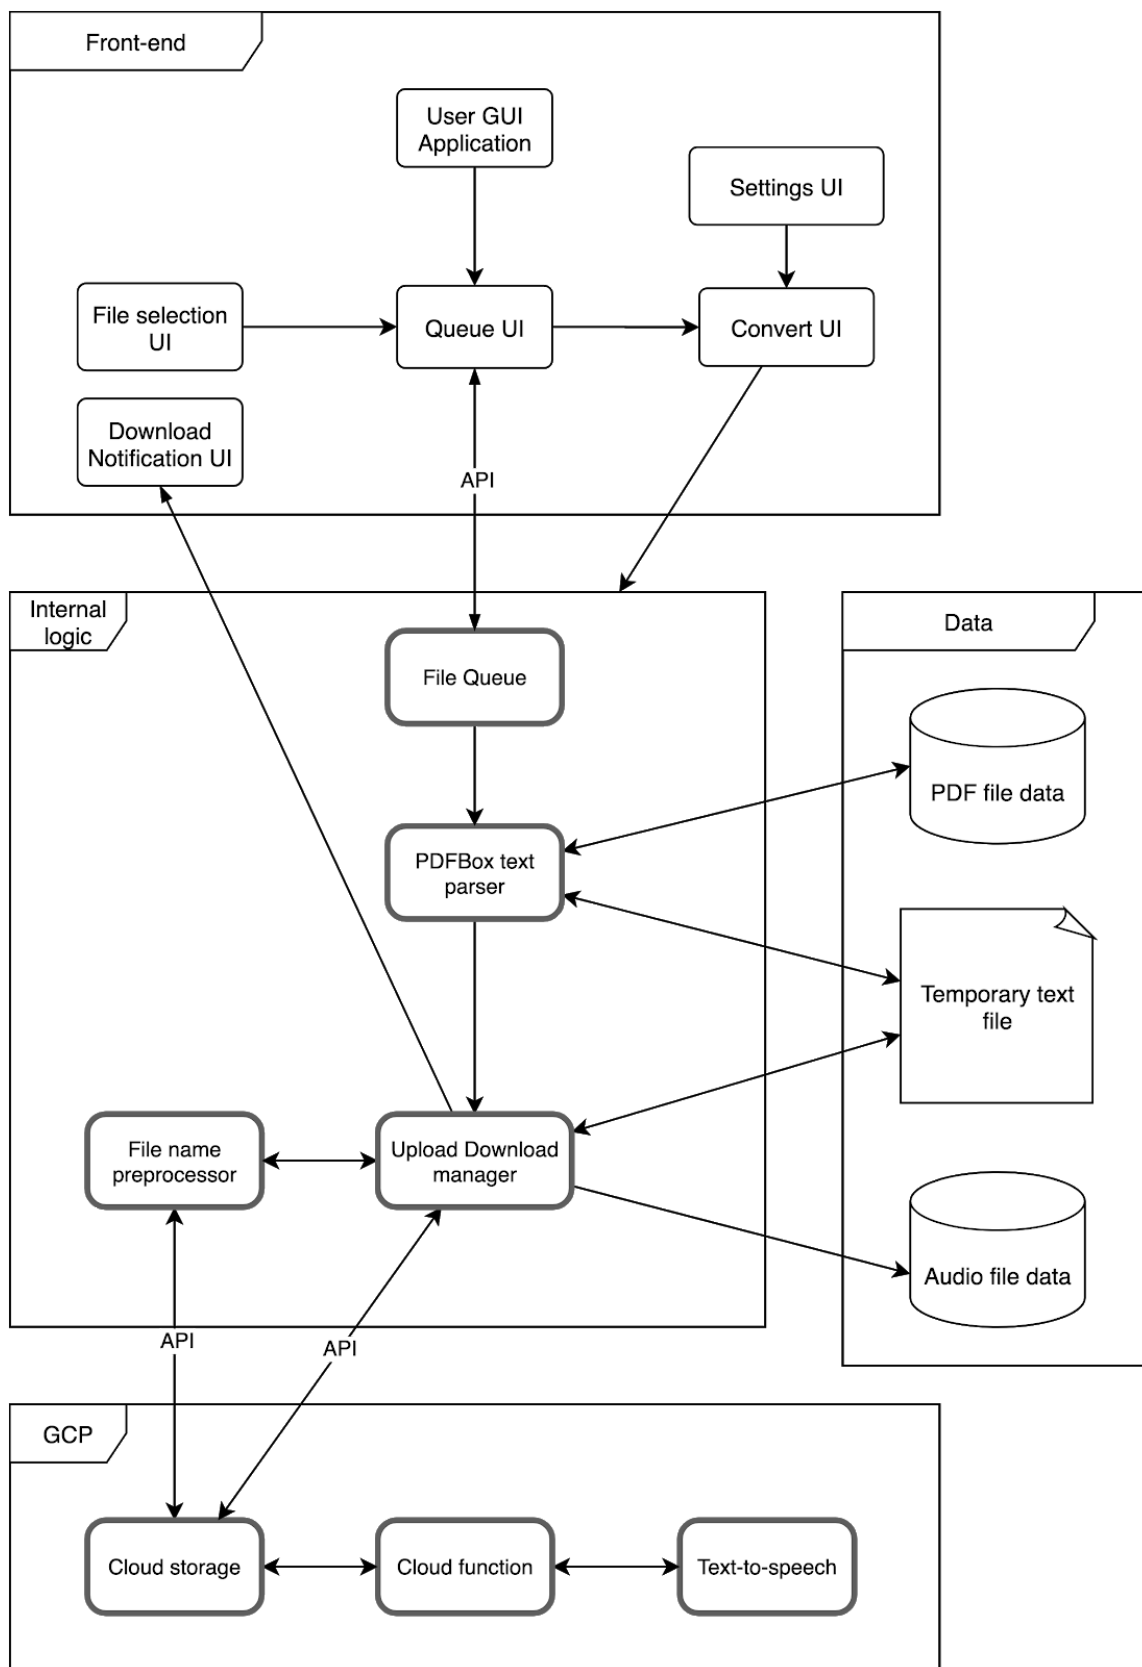 Front-end
User GUI
Application
Settings UI
File selection
UI
Queue UI
Convert UI
Download
Notification UI
API
Internal
logic
Data
File Queue
PDF file data
PDFBox text
parser
Temporary text
file
File name
preprocessor
Upload Download
manager
Audio file data
API
API
GCP
Cloud storage
Cloud function
Text-to-speech